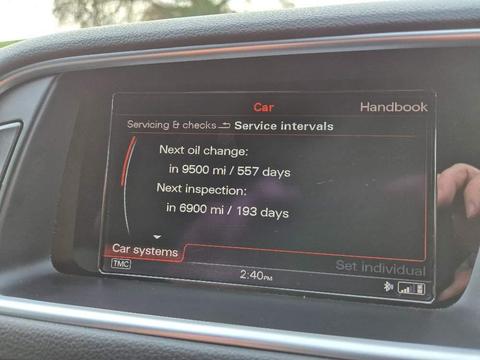 Car
Handbook
Servicing & checks Service intervals
Next oil change:
in 9500 mi / 557 days
Next inspection:
in 6900 mi / 193 days
Car systems
Set individual
TMC
2:40PM